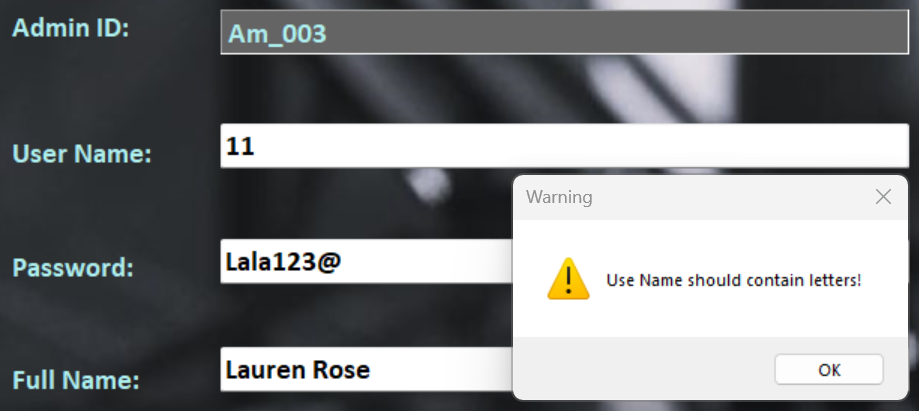 Admin ID:
Am_003
User Name:
11
Warning
Password:
Lala123@
Use Name should contain letters!
Full Name:
Lauren Rose
OK